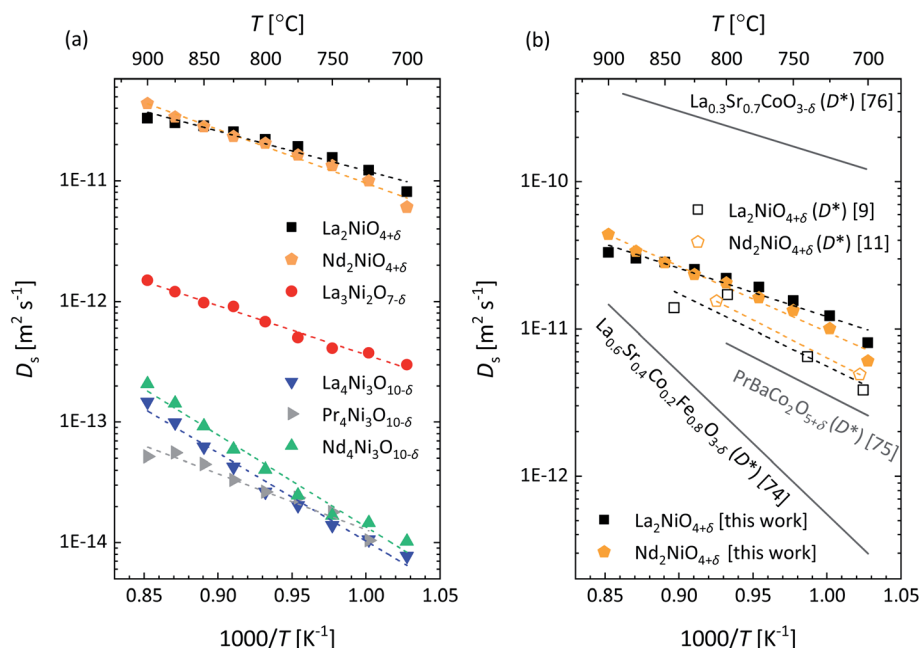 (a)
T [°C]
900 850 800 750 700
1E-11
1E-12
1E-13
1E-14
Dₛ [m² s⁻¹]
La₂NiO₄₊δ
Nd₂NiO₄₊δ
La₃Ni₂O₇₋δ
La₄Ni₃O₁₀₋δ
Pr₄Ni₃O₁₀₋δ
Nd₄Ni₃O₁₀₋δ
0.85 0.90 0.95 1.00 1.05
1000/T [K⁻¹]
(b)
T [°C]
900 850 800 750 700
1E-10
1E-11
1E-12
Dₛ [m² s⁻¹]
La₀.₃Sr₀.₇CoO₃₋δ (D*) [76]
La₂NiO₄₊δ (D*) [9]
Nd₂NiO₄₊δ (D*) [11]
La₀.₆Sr₀.₄Co₀.₂Fe₀.₈O₃₋δ (D*) [74]
PrBaCo₂O₅₊δ (D*) [75]
La₂NiO₄₊δ [this work]
Nd₂NiO₄₊δ [this work]
0.85 0.90 0.95 1.00 1.05
1000/T [K⁻¹]